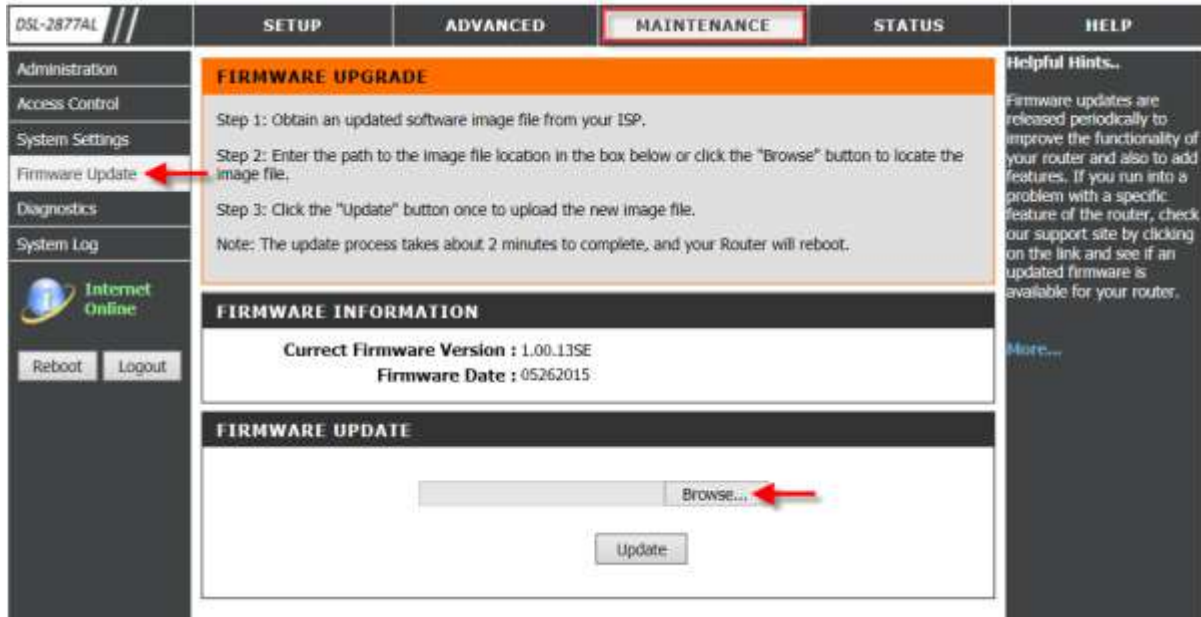 DSL-2877AL
SETUP
ADVANCED
MAINTENANCE
STATUS
HELP
Administration
Access Control
System Settings
Firmware Update
Diagnostics
System Log
Internet
Online
Reboot
Logout
FIRMWARE UPGRADE
Step 1: Obtain an updated software image file from your ISP.
Step 2: Enter the path to the image file location in the box below or click the "Browse" button to locate the
image file.
Step 3: Click the "Update" button once to upload the new image file.
Note: The update process takes about 2 minutes to complete, and your Router will reboot.
FIRMWARE INFORMATION
Currect Firmware Version : 1.00.13SE
Firmware Date : 05262015
FIRMWARE UPDATE
Browse...
Update
Helpful Hints..
Firmware updates are
released periodically to
improve the functionality of
your router and also to add
features. If you run into a
problem with a specific
feature of the router, check
our support site by clicking
on the link and see if an
updated firmware is
available for your router.
More...